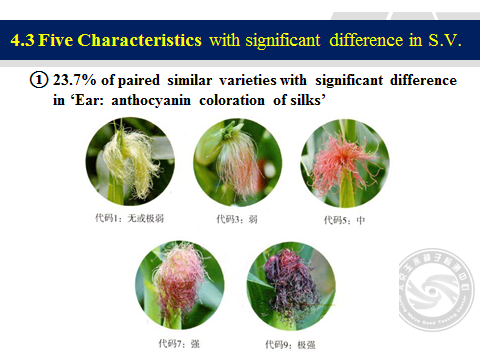 4.3 Five Characteristics with significant difference in S.V.
① 23.7% of paired similar varieties with significant difference
in ‘Ear: anthocyanin coloration of silks’
代码1：无或极弱
代码3：弱
代码5：中
代码7：强
代码9：极强